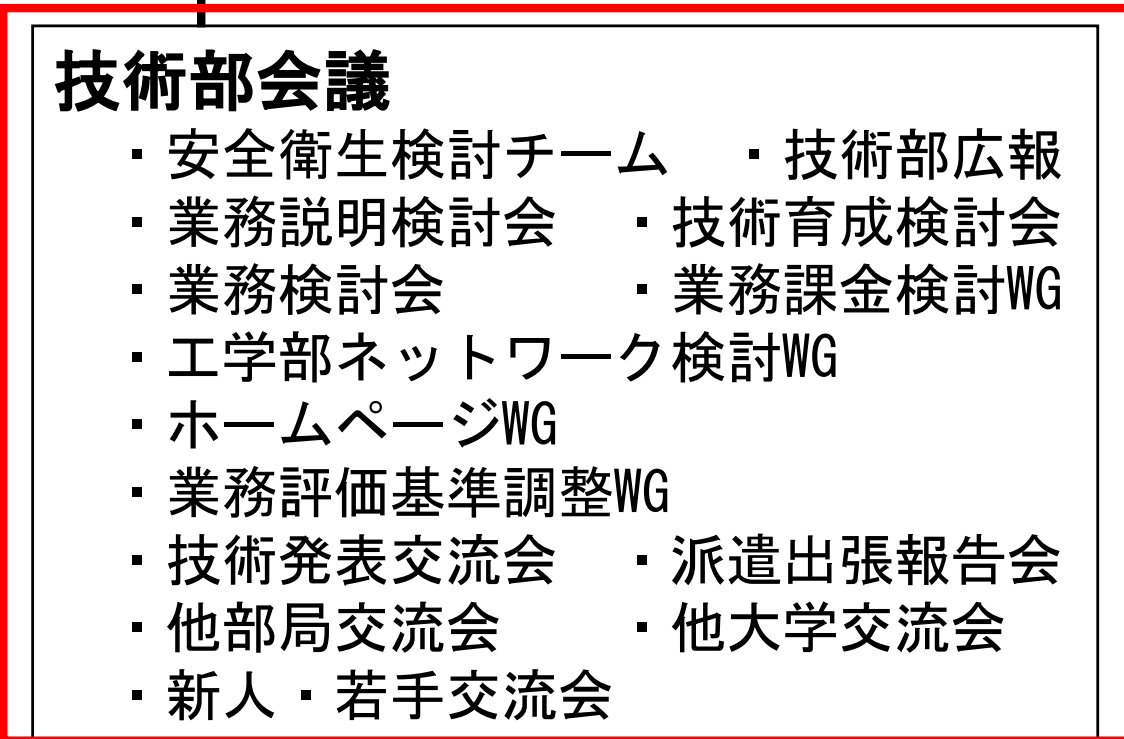 技術部会議
・安全衛生検討チーム　・技術部広報
・業務説明検討会　・技術育成検討会
・業務検討会　・業務課金検討WG
・工学部ネットワーク検討WG
・ホームページWG
・業務評価基準調整WG
・技術発表交流会　・派遣出張報告会
・他部局交流会　・他大学交流会
・新人・若手交流会